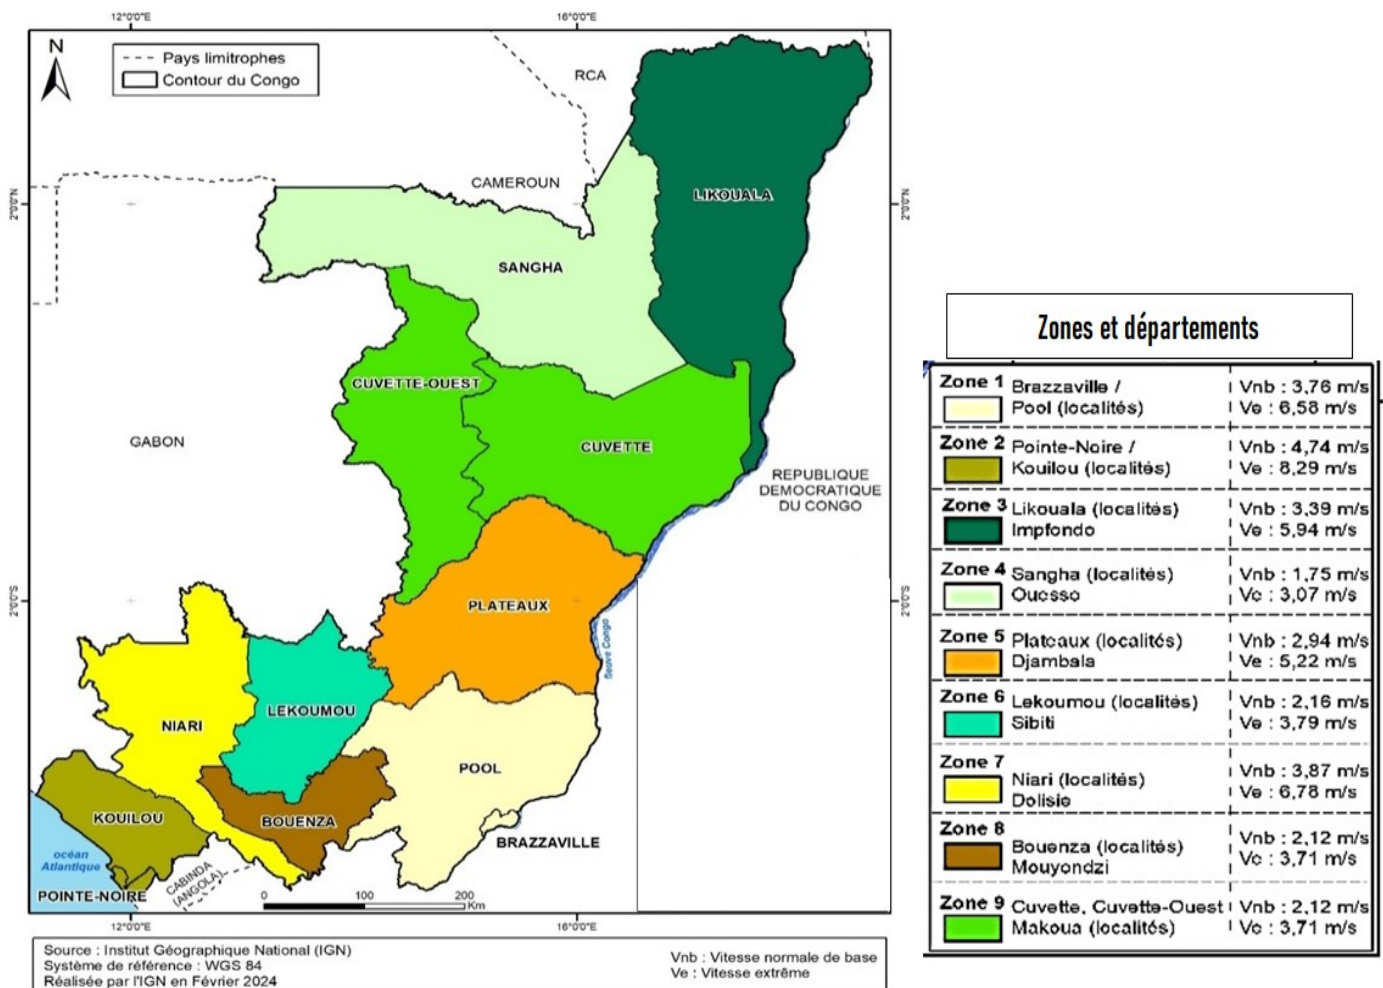 12°0'0"E
16°0'0"E
N
Pays limitrophes
Contour du Congo
RCA
CAMEROUN
LIKOUALA
2°0'0"N
2°0'0"N
SANGHA
CUVETTE-OUEST
GABON
CUVETTE
REPUBLIQUE
DEMOCRATIQUE
DU CONGO
PLATEAUX
2°0'0"S
2°0'0"S
fleuve Congo
NIARI
LEKOUMOU
POOL
KOUILOU
BOUENZA
BRAZZAVILLE
océan
Atlantique
CABINDA
(ANGOLA)
POINTE-NOIRE
0 100 200
Km
12°0'0"E
16°0'0"E
Source : Institut Géographique National (IGN)
Système de référence : WGS 84
Réalisée par l'IGN en Février 2024
Vnb : Vitesse normale de base
Ve : Vitesse extrême
Zones et départements
Zone 1 Brazzaville / Vnb : 3,76 m/s
Pool (localités) Ve : 6,58 m/s
Zone 2 Pointe-Noire / Vnb : 4,74 m/s
Kouilou (localités) Ve : 8,29 m/s
Zone 3 Likouala (localités) Vnb : 3,39 m/s
Impfondo Ve : 5,94 m/s
Zone 4 Sangha (localités) Vnb : 1,75 m/s
Ouesso Ve : 3,07 m/s
Zone 5 Plateaux (localités) Vnb : 2,94 m/s
Djambala Ve : 5,22 m/s
Zone 6 Lekoumou (localités) Vnb : 2,16 m/s
Sibiti Ve : 3,79 m/s
Zone 7 Niari (localités) Vnb : 3,87 m/s
Dolisie Ve : 6,78 m/s
Zone 8 Bouenza (localités) Vnb : 2,12 m/s
Mouyondzi Ve : 3,71 m/s
Zone 9 Cuvette, Cuvette-Ouest Vnb : 2,12 m/s
Makoua (localités) Ve : 3,71 m/s